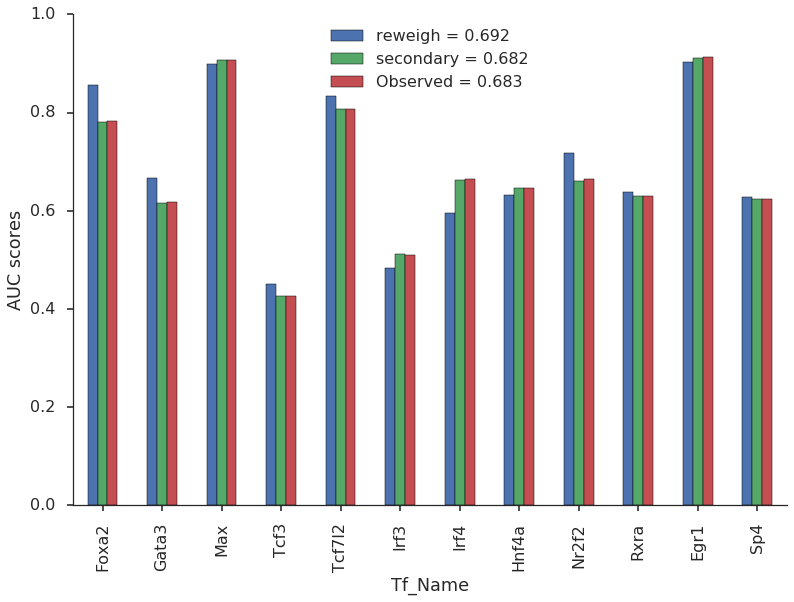 1.0
0.8
0.6
0.4
0.2
0.0
AUC scores
reweigh = 0.692
secondary = 0.682
Observed = 0.683
Foxa2
Gata3
Max
Tcf3
Tcf7l2
Irf3
Irf4
Hnf4a
Nr2f2
Rxra
Egr1
Sp4
Tf_Name